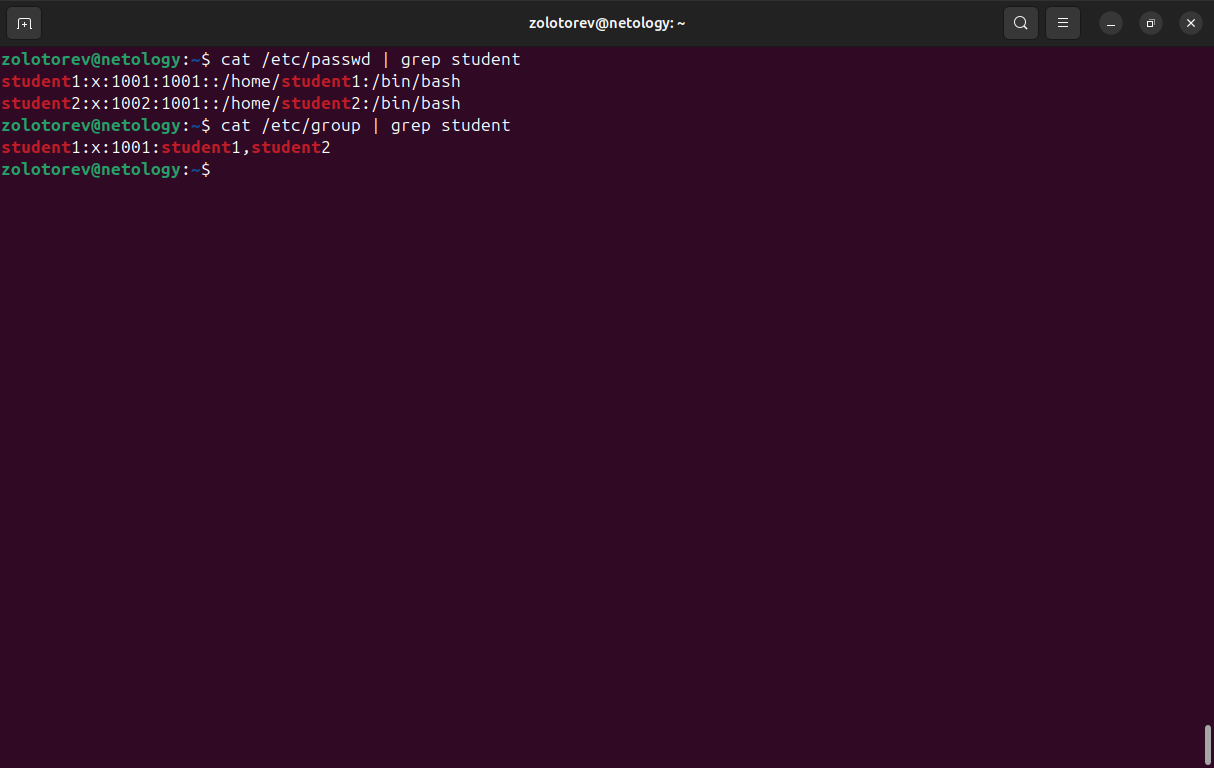 zolotorev@netology: ~
zolotorev@netology:~$ cat /etc/passwd | grep student
student1:x:1001:1001::/home/student1:/bin/bash
student2:x:1002:1001::/home/student2:/bin/bash
zolotorev@netology:~$ cat /etc/group | grep student
student1:x:1001:student1,student2
zolotorev@netology:~$